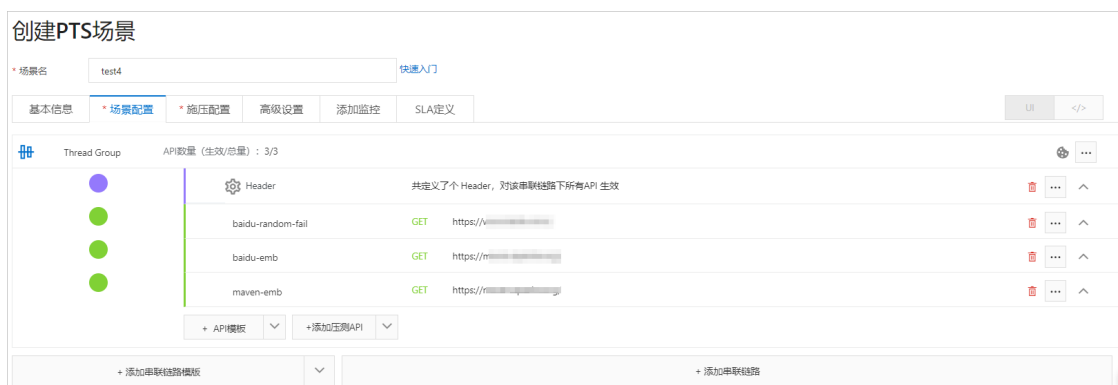 创建PTS场景
* 场景名 test4 快速入门
基本信息 * 场景配置 * 施压配置 高级设置 添加监控 SLA定义 UI </>
Thread Group API数量（生效/总量）：3/3 ...
Header 共定义了个 Header，对该串联链路下所有API 生效 ...
baidu-random-fail GET https:// ...
baidu-emb GET https:// ...
maven-emb GET https:// ...
+ API模板 +添加压测API
+ 添加串联链路模版 + 添加串联链路